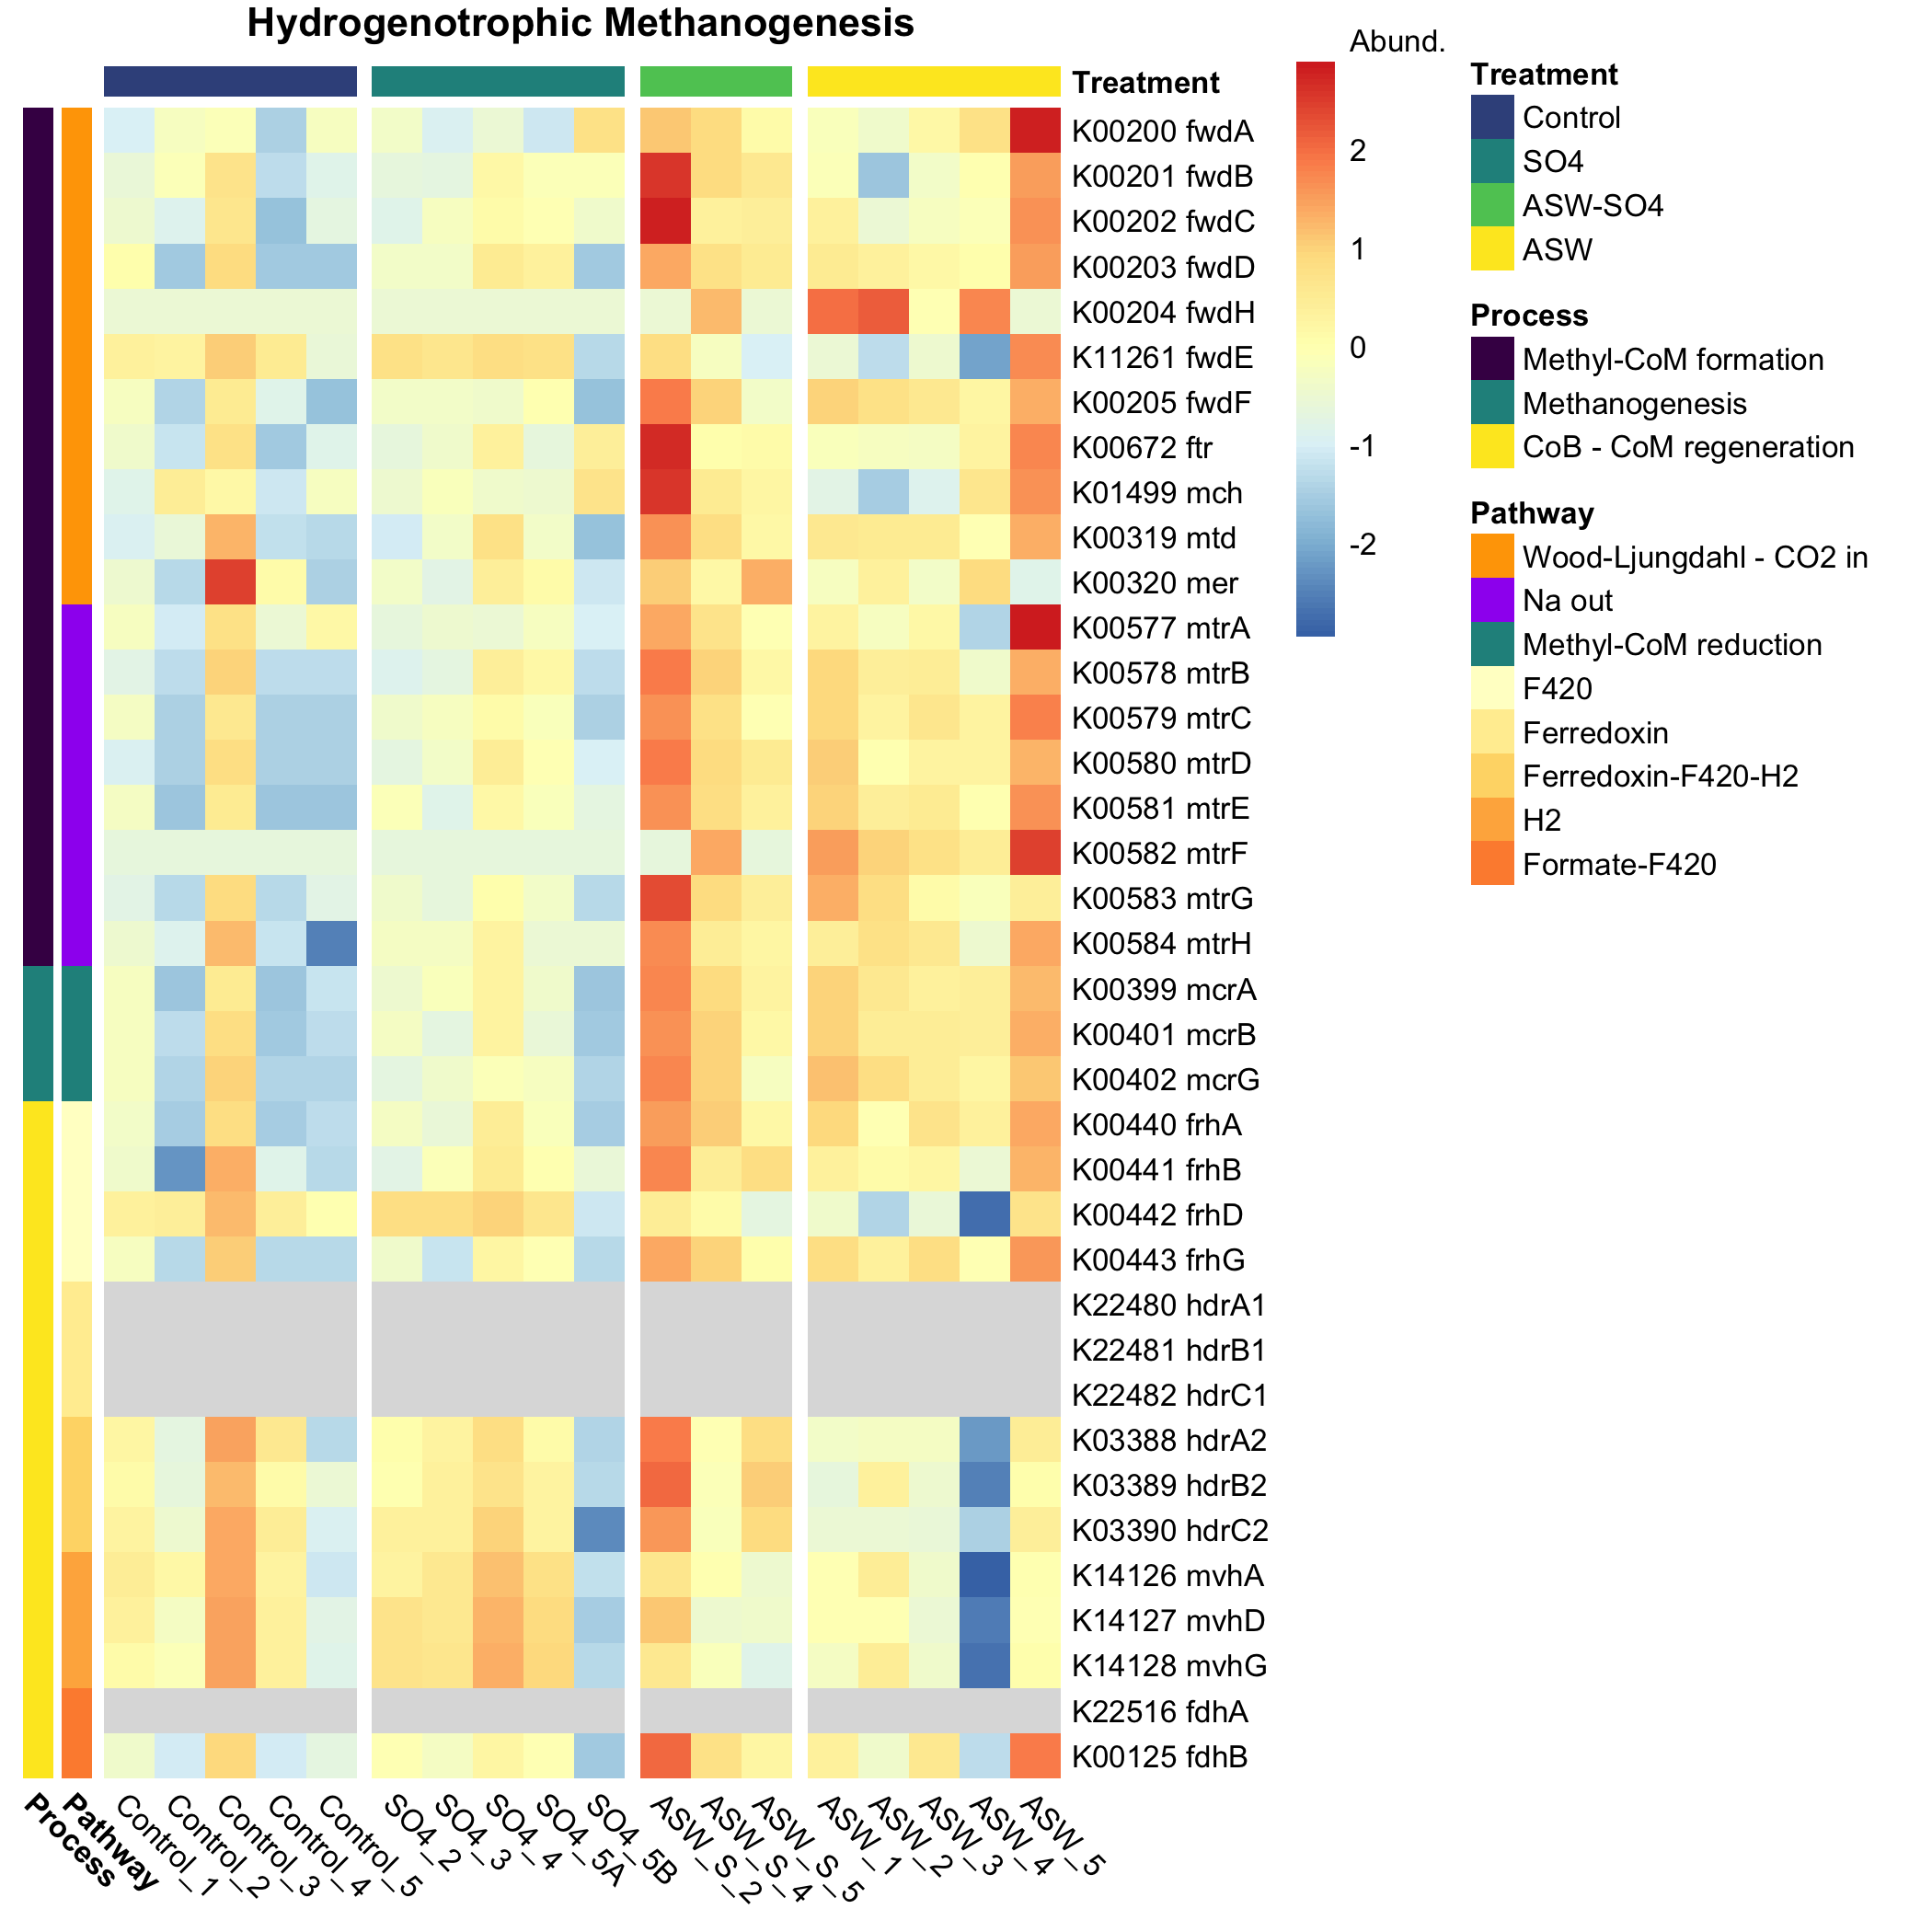 Hydrogenotrophic Methanogenesis
Treatment
K00200 fwdA
K00201 fwdB
K00202 fwdC
K00203 fwdD
K00204 fwdH
K11261 fwdE
K00205 fwdF
K00672 ftr
K01499 mch
K00319 mtd
K00320 mer
K00577 mtrA
K00578 mtrB
K00579 mtrC
K00580 mtrD
K00581 mtrE
K00582 mtrF
K00583 mtrG
K00584 mtrH
K00399 mcrA
K00401 mcrB
K00402 mcrG
K00440 frhA
K00441 frhB
K00442 frhD
K00443 frhG
K22480 hdrA1
K22481 hdrB1
K22482 hdrC1
K03388 hdrA2
K03389 hdrB2
K03390 hdrC2
K14126 mvhA
K14127 mvhD
K14128 mvhG
K22516 fdhA
K00125 fdhB
Process
Pathway
Control_1
Control_2
Control_3
Control_4
Control_5
SO4_2
SO4_3
SO4_4
SO4_5A
SO4_5B
ASW_S_2
ASW_S_4
ASW_S_5
ASW_1
ASW_2
ASW_3
ASW_4
ASW_5
Abund.
2
1
0
-1
-2
Treatment
Control
SO4
ASW-SO4
ASW
Process
Methyl-CoM formation
Methanogenesis
CoB - CoM regeneration
Pathway
Wood-Ljungdahl - CO2 in
Na out
Methyl-CoM reduction
F420
Ferredoxin
Ferredoxin-F420-H2
H2
Formate-F420